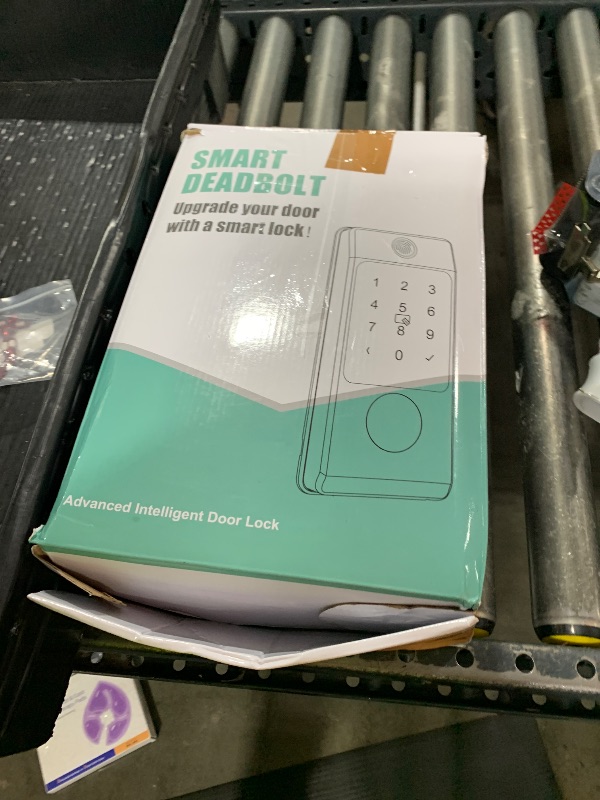 SMART
DEADBOLT
Upgrade your door
with a smart lock!
1 2 3
4 5 6
7 8 9
0
Advanced Intelligent Door Lock